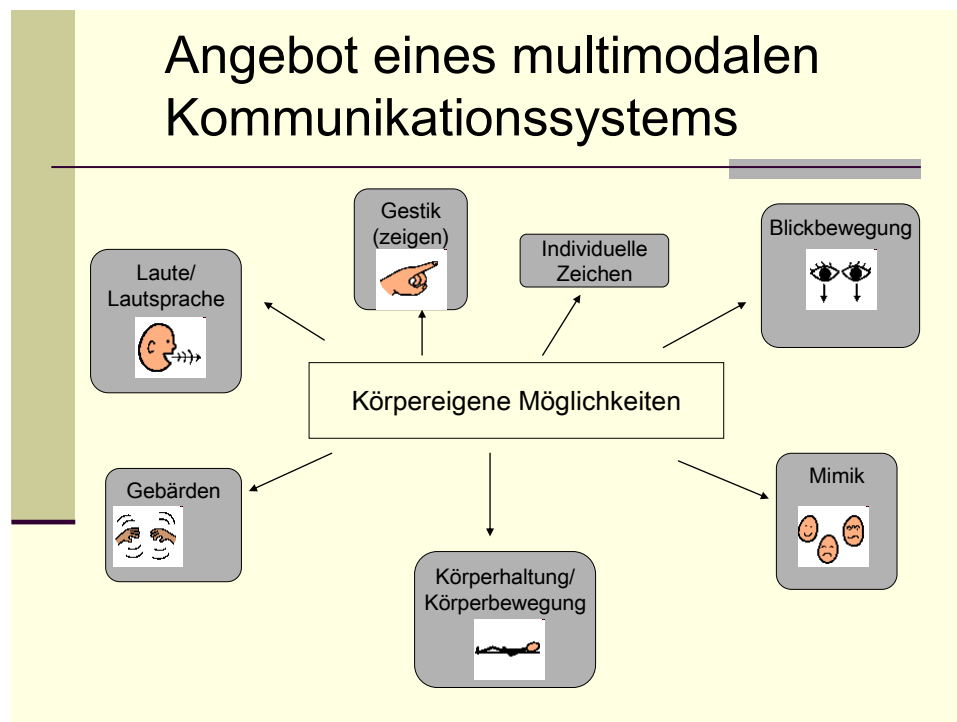 Angebot eines multimodalen
Kommunikationssystems
Laute/
Lautsprache
Gestik
(zeigen)
Individuelle
Zeichen
Blickbewegung
Körpereigene Möglichkeiten
Gebärden
Körperhaltung/
Körperbewegung
Mimik